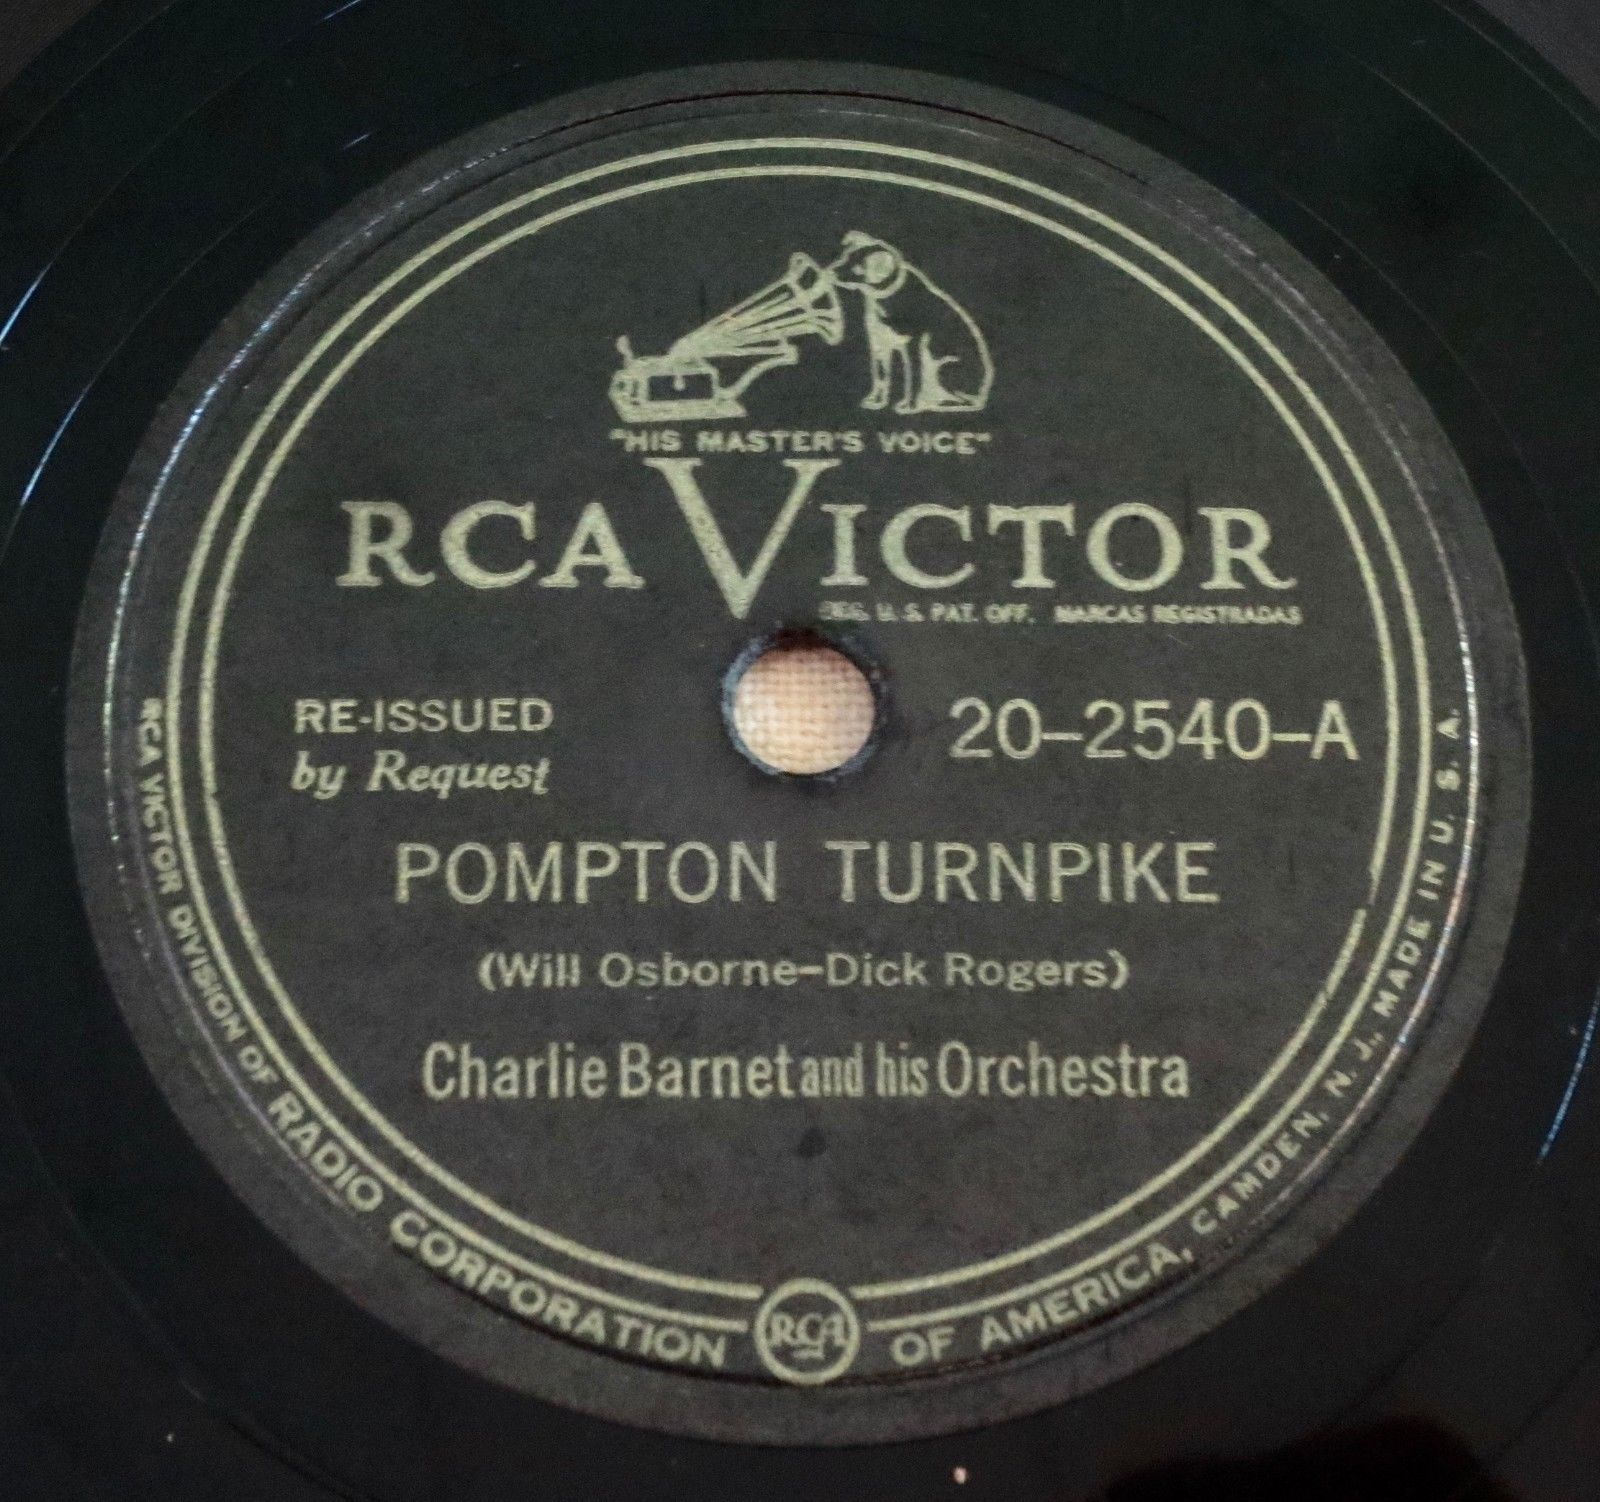 "HIS MASTER'S VOICE"
RCA VICTOR
REG. U. S. PAT. OFF. MARCAS REGISTRADAS
RE-ISSUED
by Request
20-2540-A
POMPTON TURNPIKE
(Will Osborne-Dick Rogers)
Charlie Barnet and his Orchestra
RCA VICTOR DIVISION OF RADIO CORPORATION OF AMERICA, CAMDEN, N. J., MADE IN U. S. A.
RCA